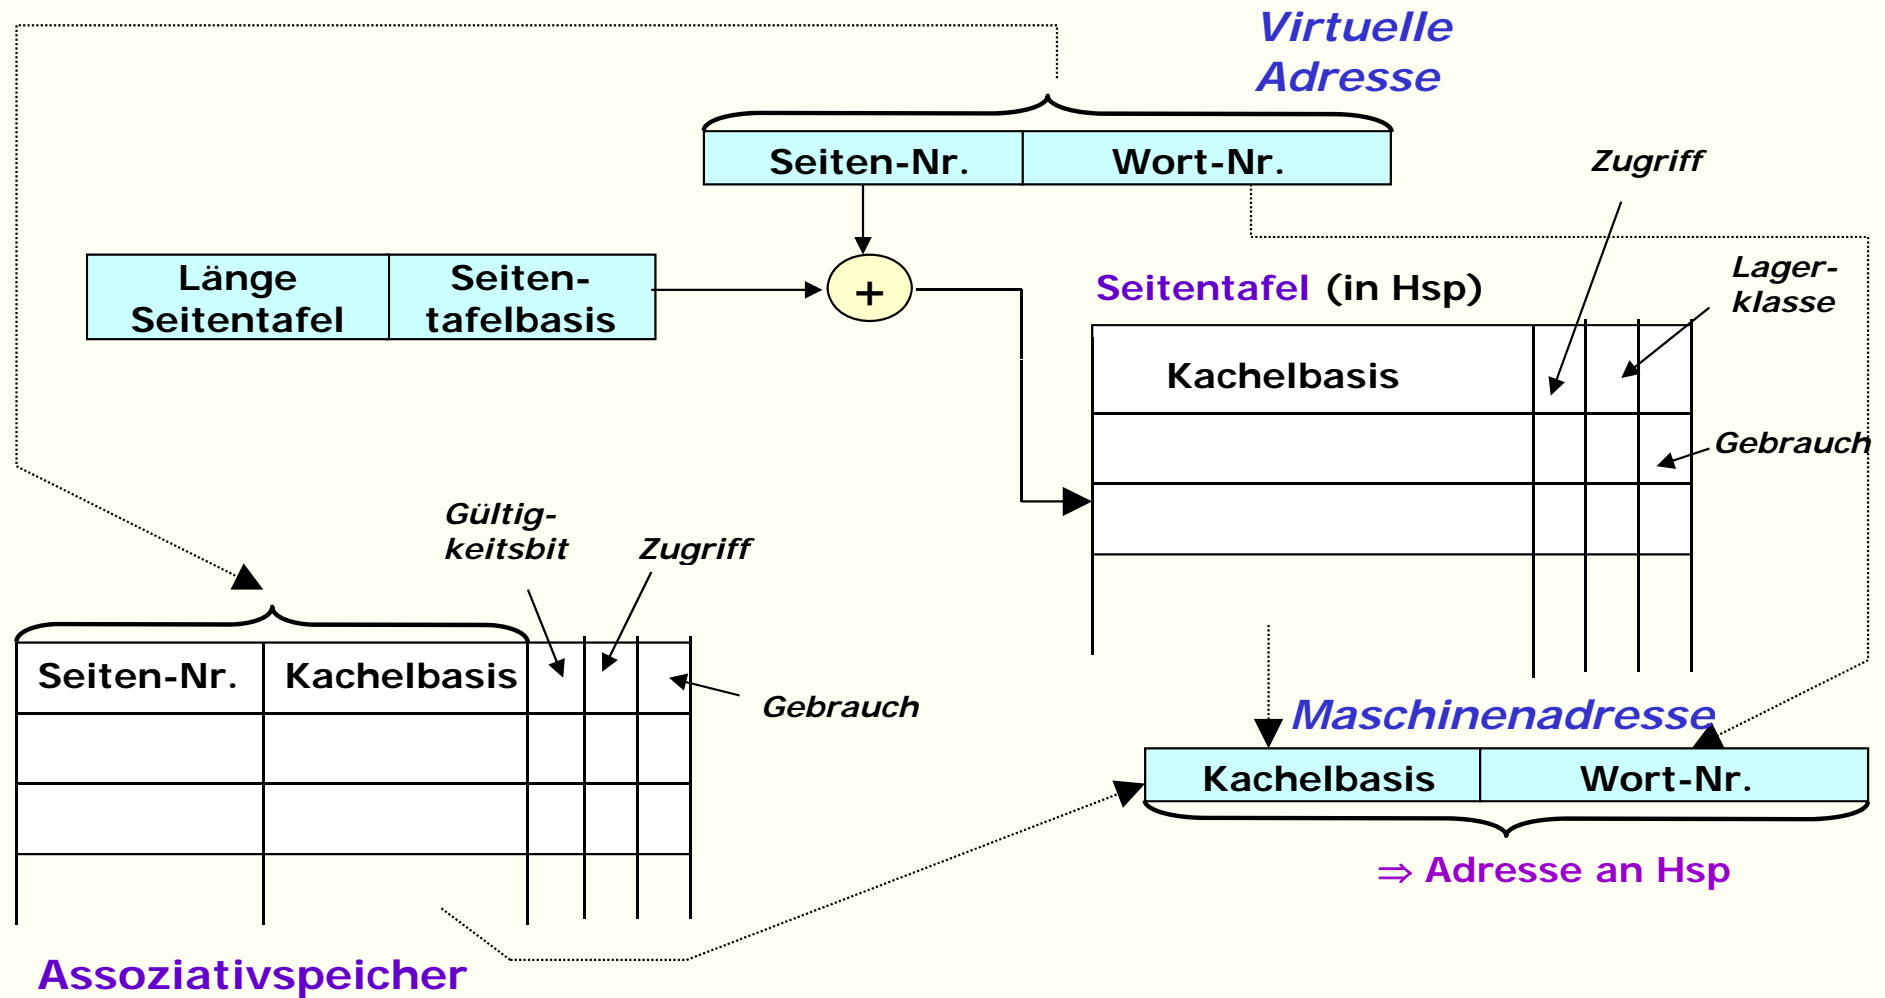 Virtuelle
Adresse
Seiten-Nr.
Wort-Nr.
Zugriff
Länge
Seitentafel
Seiten-
tafelbasis
+
Seitentafel (in Hsp)
Lager-
klasse
Kachelbasis
Gebrauch
Gültig-
keitsbit
Zugriff
Seiten-Nr.
Kachelbasis
Gebrauch
Maschinenadresse
Kachelbasis
Wort-Nr.
⇒ Adresse an Hsp
Assoziativspeicher